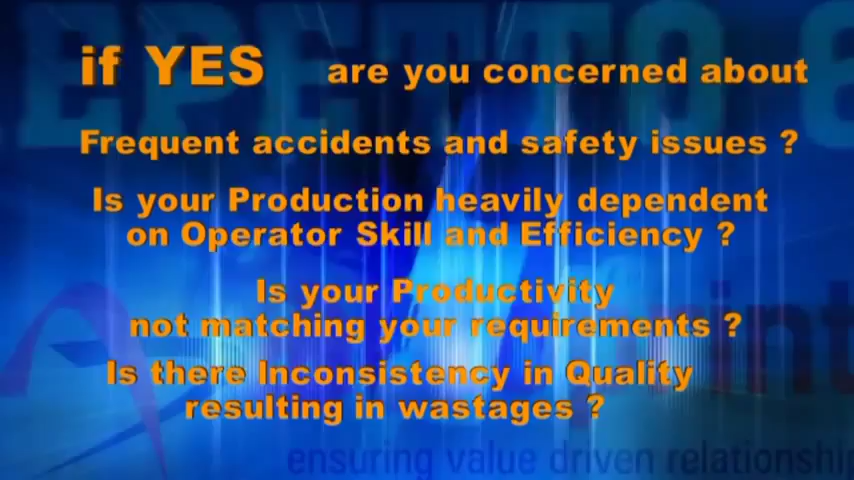 EPETTO 6
if YES are you concerned about
Frequent accidents and safety issues ?
Is your Production heavily dependent
on Operator Skill and Efficiency ?
Is your Productivity
not matching your requirements ?
Is there Inconsistency in Quality
resulting in wastages ?
ensuring value driven relationship